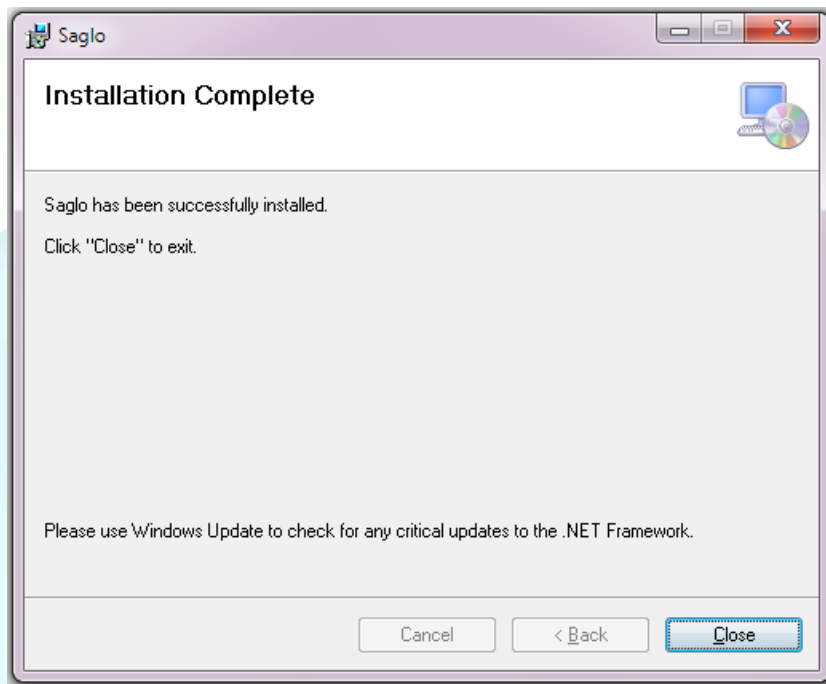 Saglo
Installation Complete
Saglo has been successfully installed.
Click "Close" to exit.
Please use Windows Update to check for any critical updates to the .NET Framework.
Cancel
< Back
Close